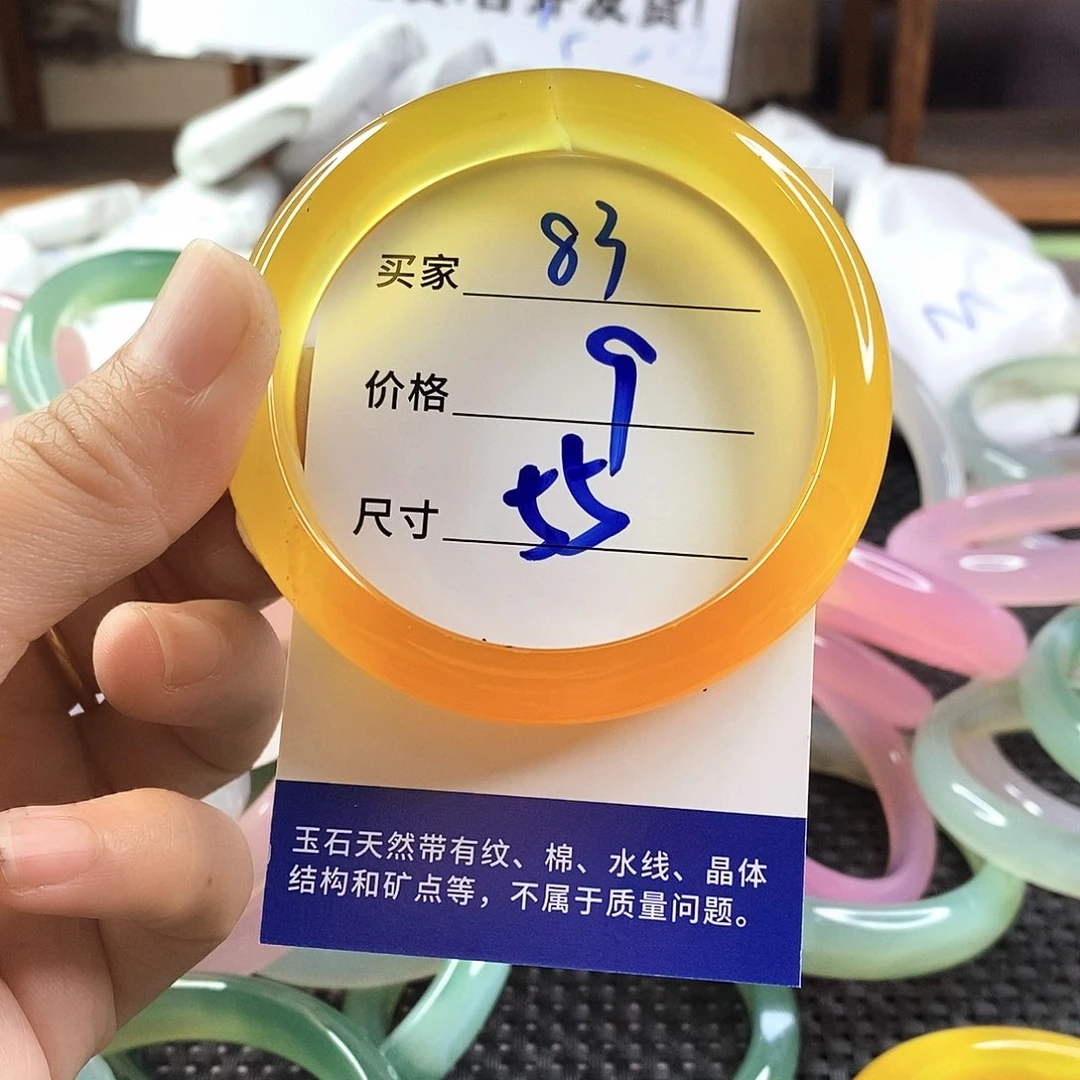 买家 83
价格 9
尺寸
玉石天然带有纹、棉、水线、晶体
结构和矿点等，不属于质量问题。
M